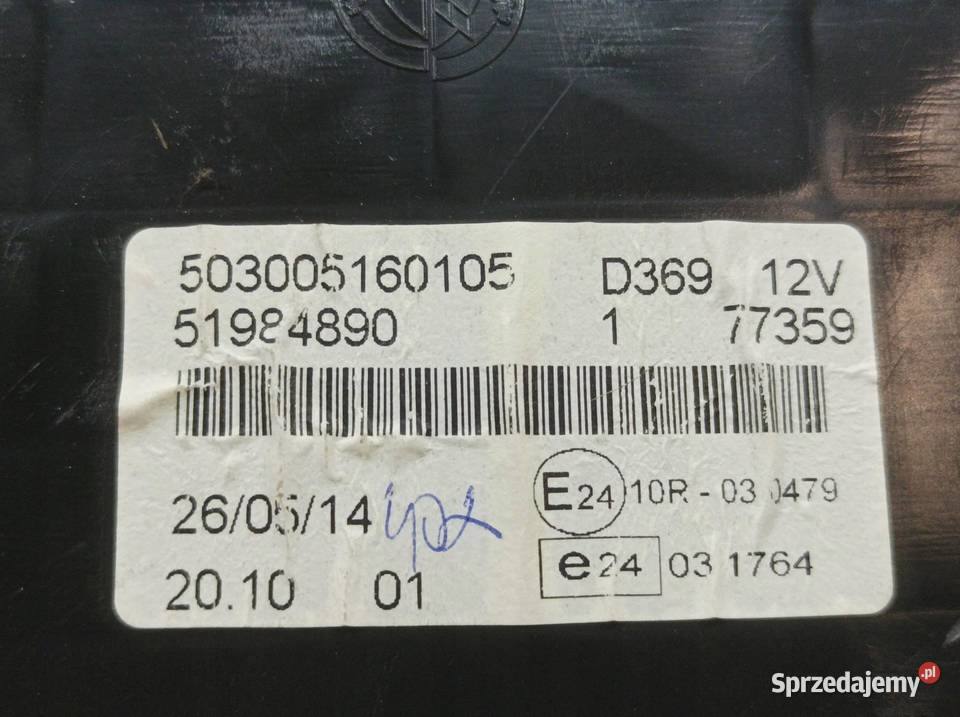 503005160105 D369 12V
51984890 1 77359
26/05/14
20.10 01
E24 10R - 03 0479
e24 03 1764
Sprzedajemy.pl